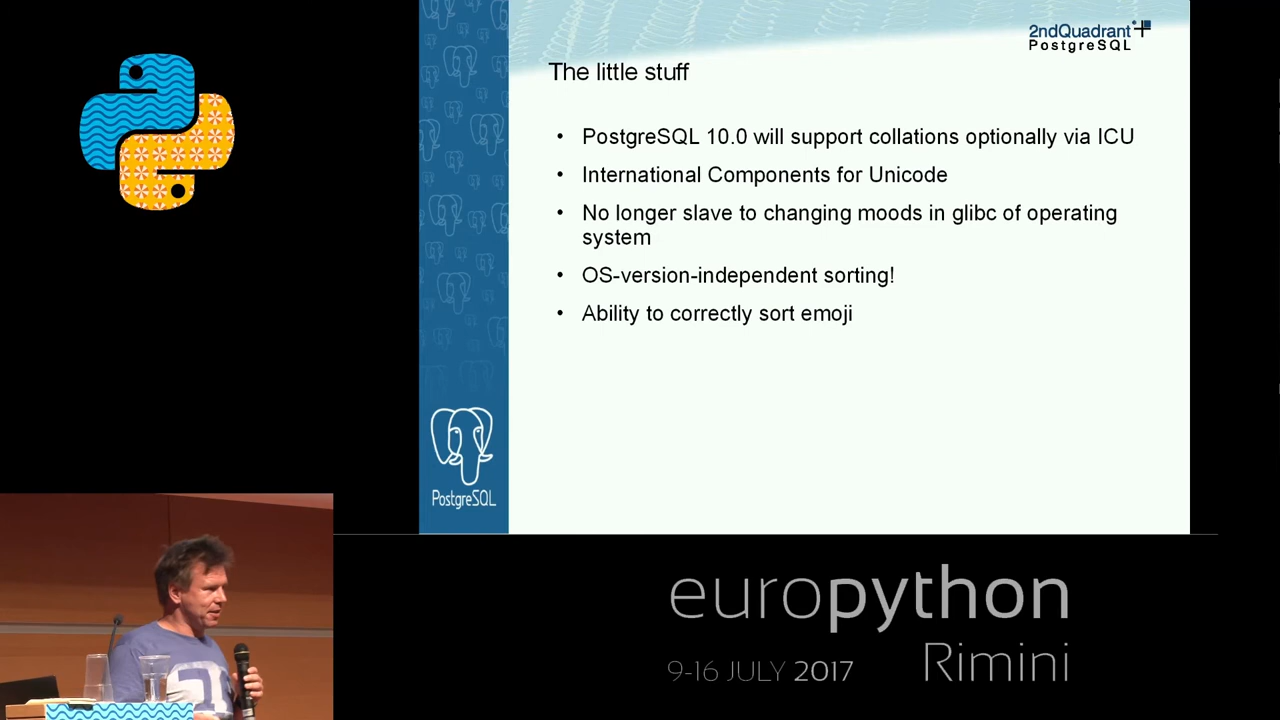 2ndQuadrant
PostgreSQL
The little stuff
• PostgreSQL 10.0 will support collations optionally via ICU
• International Components for Unicode
• No longer slave to changing moods in glibc of operating
system
• OS-version-independent sorting!
• Ability to correctly sort emoji
PostgreSQL
europython
Rimini
9-16 JULY 2017